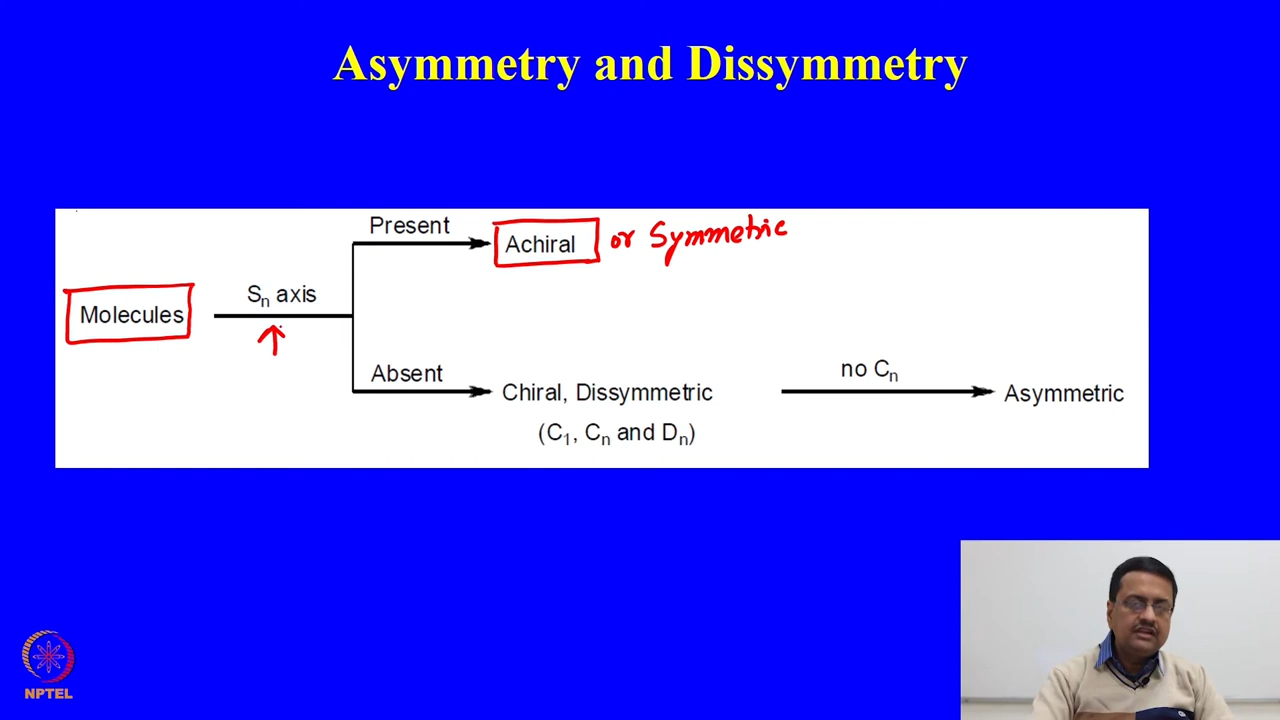 Asymmetry and Dissymmetry
Present
Achiral or Symmetric
Sn axis
Molecules
Absent
no Cn
Chiral, Dissymmetric
Asymmetric
(C1, Cn and Dn)
NPTEL